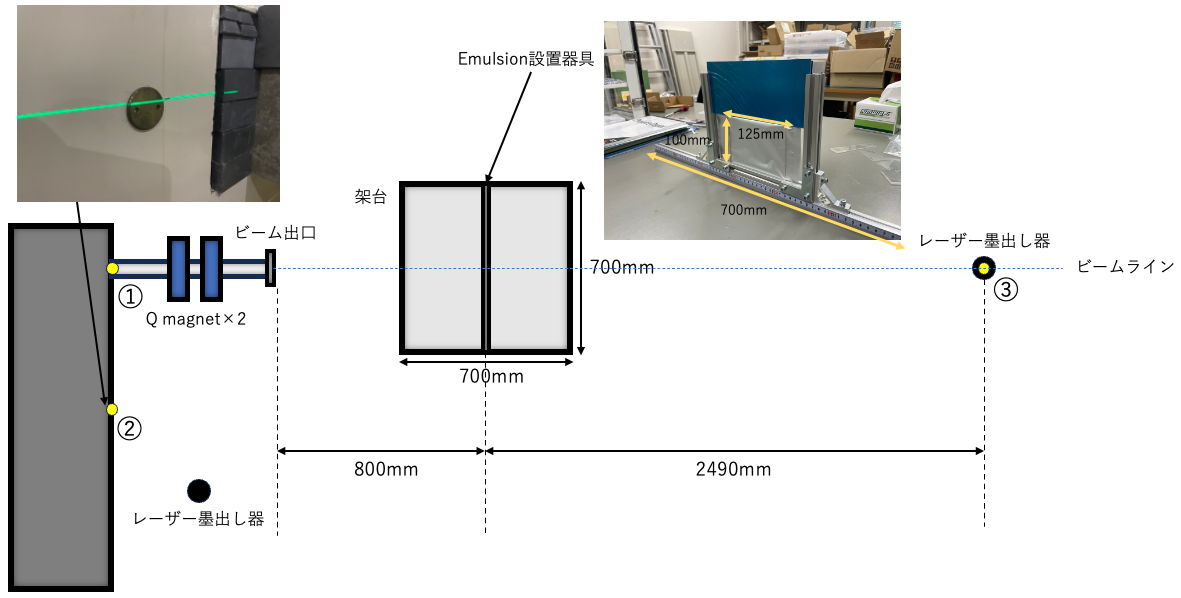 Emulsion設置器具
125mm
100mm
700mm
架台
ビーム出口
レーザー墨出し器
700mm
ビームライン
①
③
Q magnet×2
700mm
②
800mm
2490mm
レーザー墨出し器